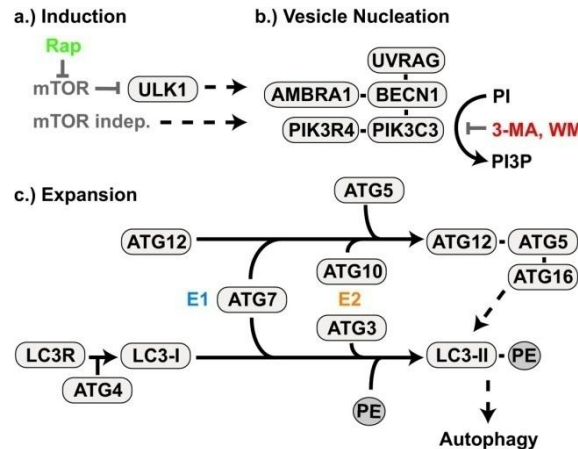 a.) Induction
b.) Vesicle Nucleation
Rap
mTOR
ULK1
mTOR indep.
UVRAG
AMBRA1
BECN1
PIK3R4
PIK3C3
PI
3-MA, WM
PI3P
c.) Expansion
ATG5
ATG12
ATG12
ATG5
ATG10
ATG16
E1
ATG7
E2
ATG3
LC3R
LC3-I
LC3-II
PE
ATG4
PE
Autophagy